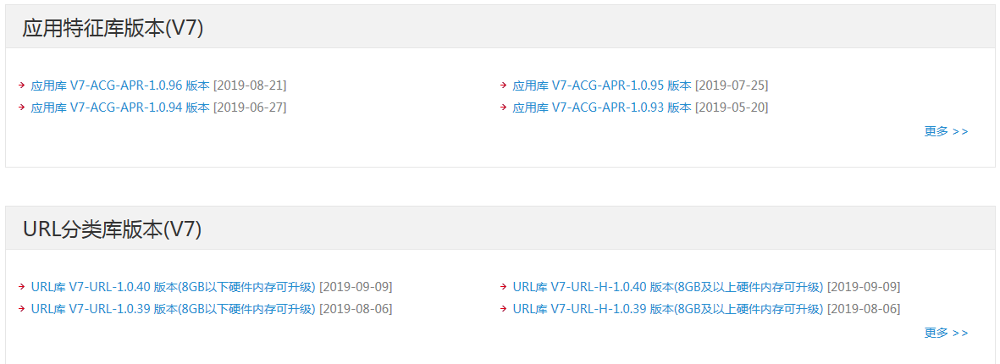 应用特征库版本(V7)
应用库 V7-ACG-APR-1.0.96 版本 [2019-08-21]
应用库 V7-ACG-APR-1.0.95 版本 [2019-07-25]
应用库 V7-ACG-APR-1.0.94 版本 [2019-06-27]
应用库 V7-ACG-APR-1.0.93 版本 [2019-05-20]
更多 >>
URL分类库版本(V7)
URL库 V7-URL-1.0.40 版本(8GB以下硬件内存可升级) [2019-09-09]
URL库 V7-URL-H-1.0.40 版本(8GB及以上硬件内存可升级) [2019-09-09]
URL库 V7-URL-1.0.39 版本(8GB以下硬件内存可升级) [2019-08-06]
URL库 V7-URL-H-1.0.39 版本(8GB及以上硬件内存可升级) [2019-08-06]
更多 >>